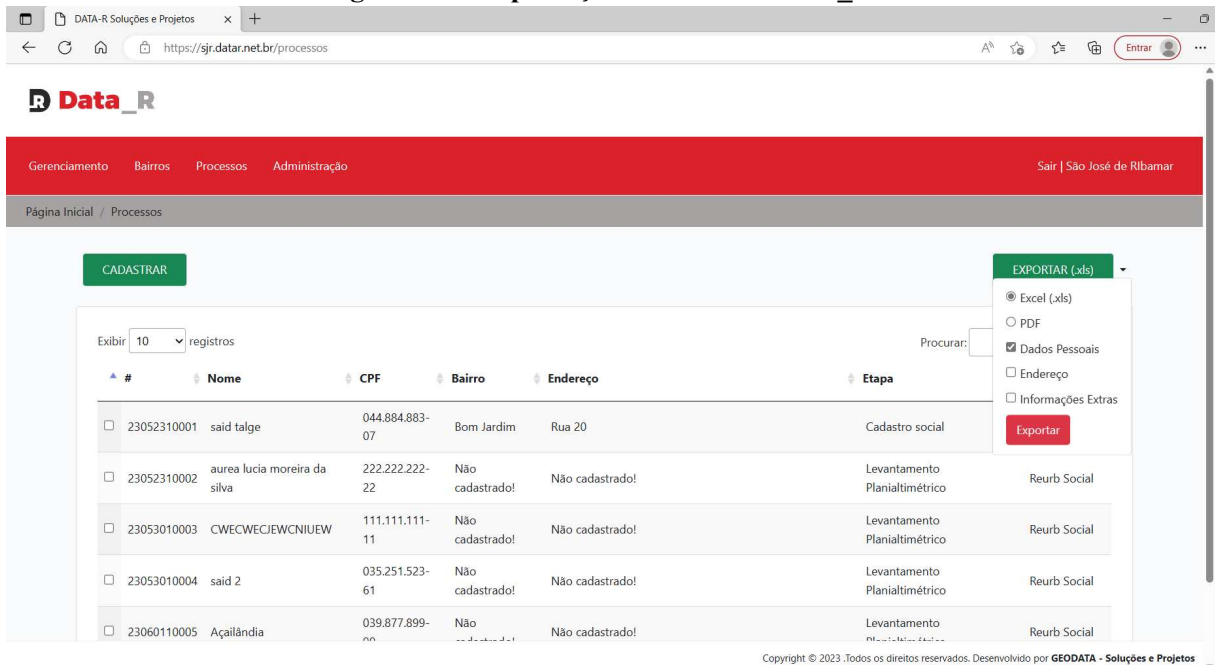 DATA-R Soluções e Projetos
https://sjr.datar.net.br/processos
Entrar
Data_R
Gerenciamento Bairros Processos Administração Sair | São José de RIbamar
Página Inicial / Processos
CADASTRAR
EXPORTAR (.xls)
Excel (.xls)
PDF
Dados Pessoais
Endereço
Informações Extras
Exportar
Exibir 10 registros
Procurar:
# Nome CPF Bairro Endereço Etapa
23052310001 said talge 044.884.883-07 Bom Jardim Rua 20 Cadastro social
23052310002 aurea lucia moreira da silva 222.222.222-22 Não cadastrado! Não cadastrado! Levantamento Planialtimétrico Reurb Social
23053010003 CWECWECJEWCNIUEW 111.111.111-11 Não cadastrado! Não cadastrado! Levantamento Planialtimétrico Reurb Social
23053010004 said 2 035.251.523-61 Não cadastrado! Não cadastrado! Levantamento Planialtimétrico Reurb Social
23060110005 Açailândia 039.877.899- Não Não cadastrado! Levantamento Reurb Social
Copyright © 2023 .Todos os direitos reservados. Desenvolvido por GEODATA - Soluções e Projetos